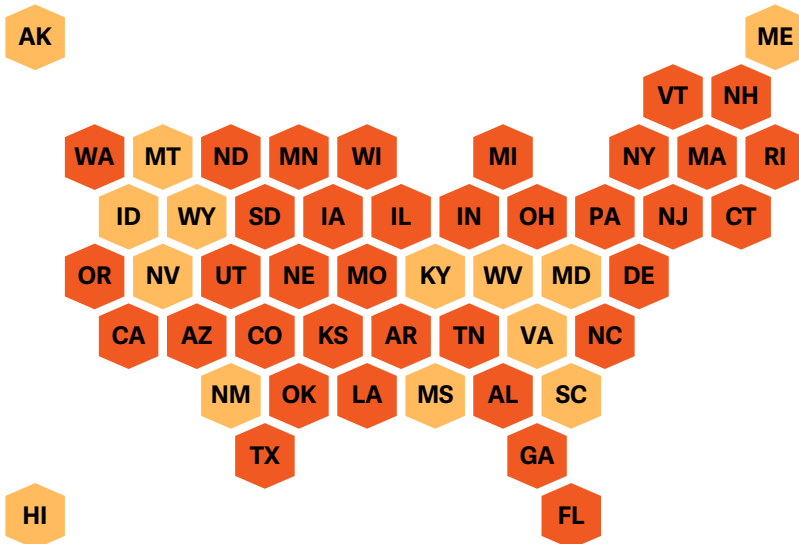 AK ME
VT NH
WA MT ND MN WI MI NY MA RI
ID WY SD IA IL IN OH PA NJ CT
OR NV UT NE MO KY WV MD DE
CA AZ CO KS AR TN VA NC
NM OK LA MS AL SC
TX GA
HI FL